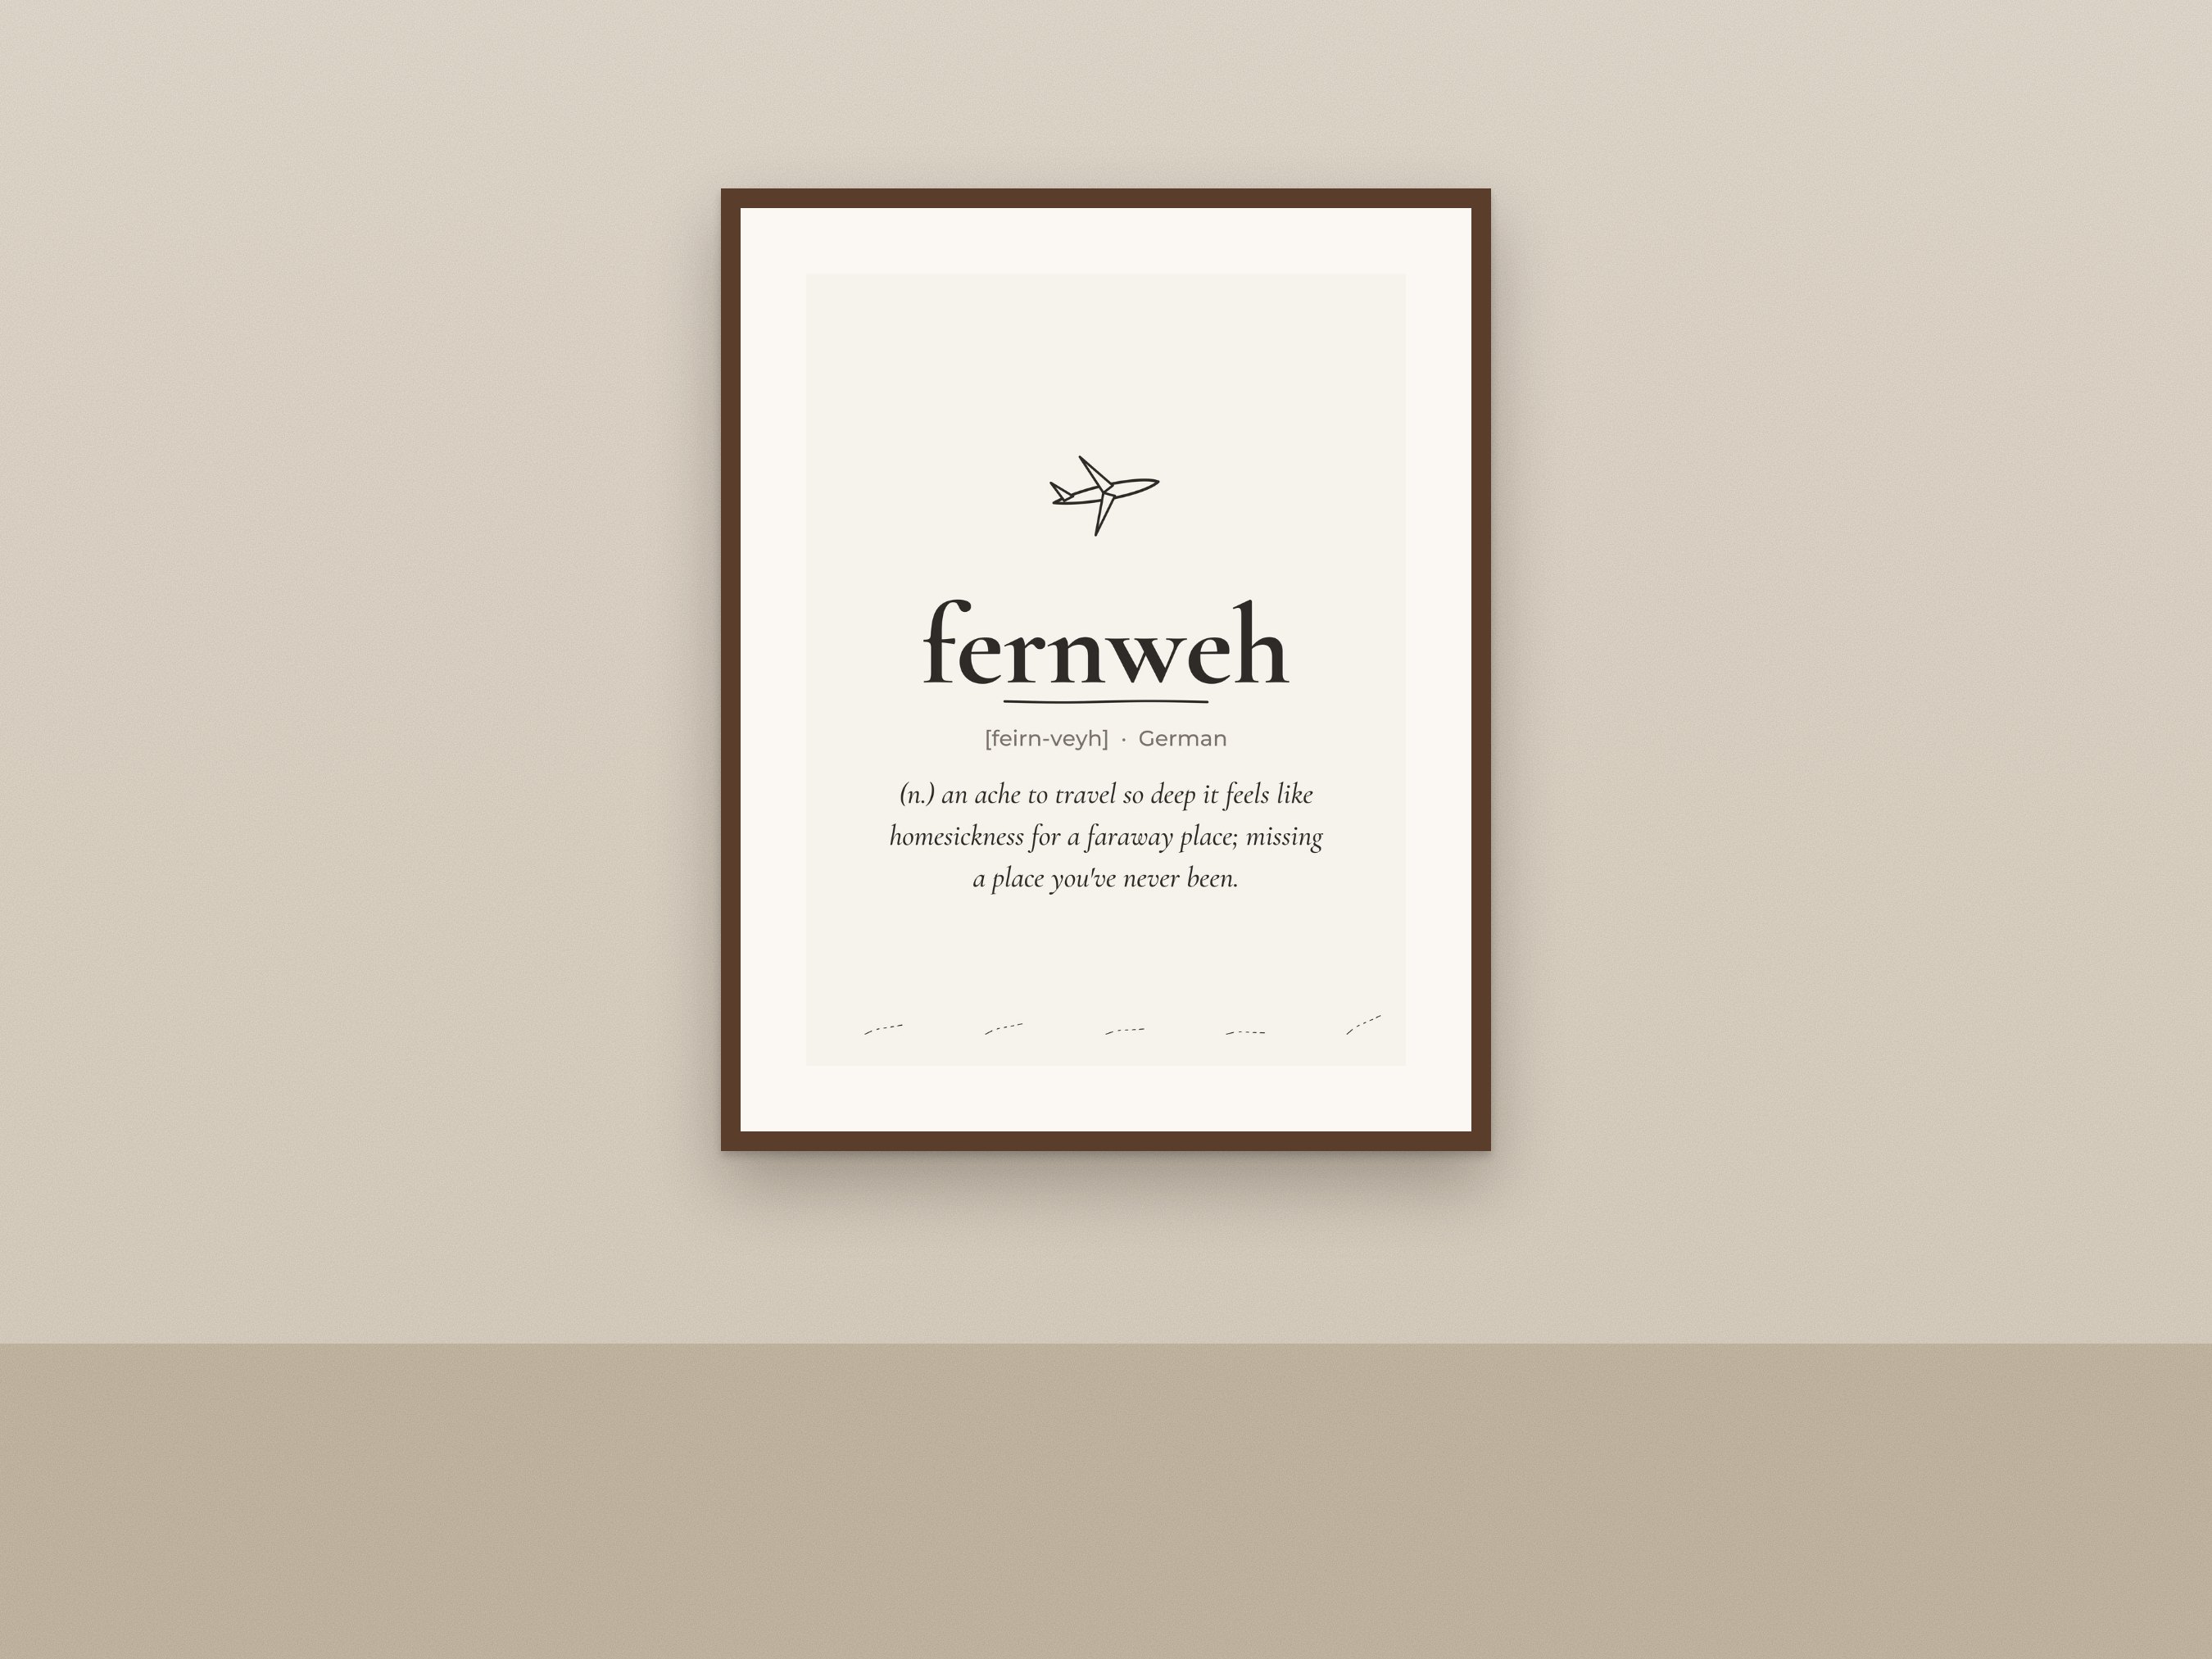 fernweh
[feirn-veyh] · German
(n.) an ache to travel so deep it feels like
homesickness for a faraway place; missing
a place you've never been.